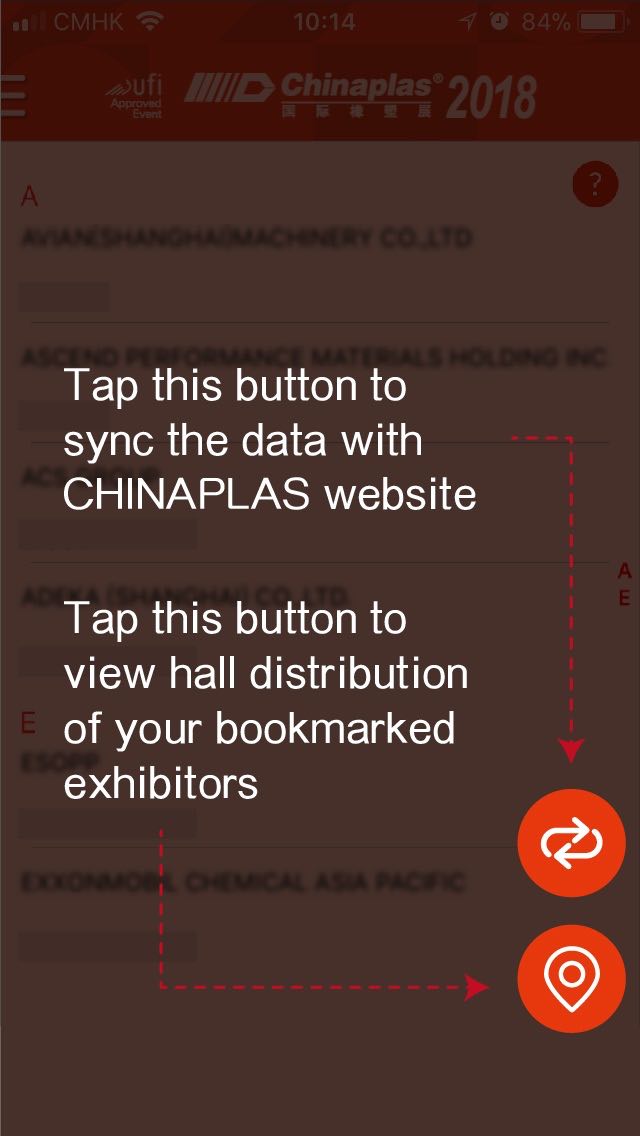 CMHK 10:14 84%
ufi
Approved
Event
Chinaplas® 2018
国际橡塑展
?
A
AVIAN(SHANGHAI)MACHINERY CO.,LTD
ASCEND PERFORMANCE MATERIALS HOLDING INC
Tap this button to
sync the data with
CHINAPLAS website
ACS GROUP
A
E
ADEKA (SHANGHAI) CO., LTD.
Tap this button to
view hall distribution
of your bookmarked
exhibitors
E
ESOPP
EXXONMOBIL CHEMICAL ASIA PACIFIC